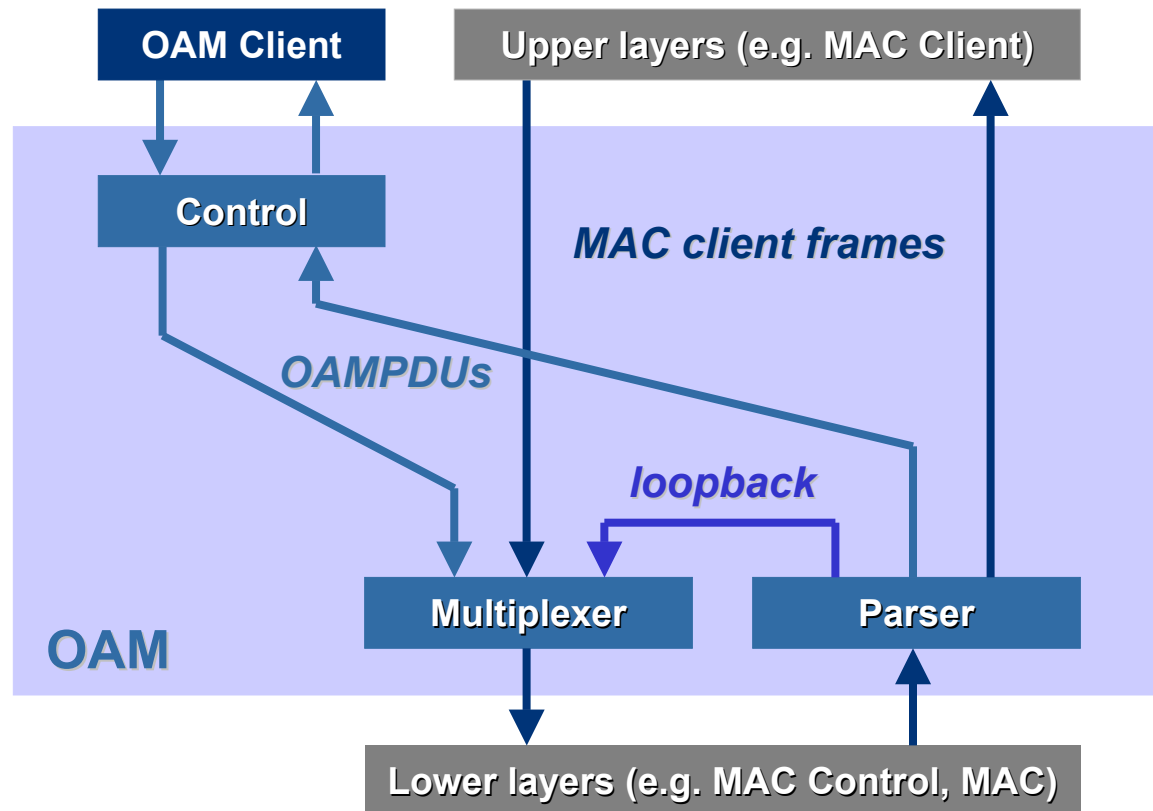 OAM Client
Upper layers (e.g. MAC Client)
Control
MAC client frames
OAMPDUs
loopback
Multiplexer
Parser
OAM
Lower layers (e.g. MAC Control, MAC)